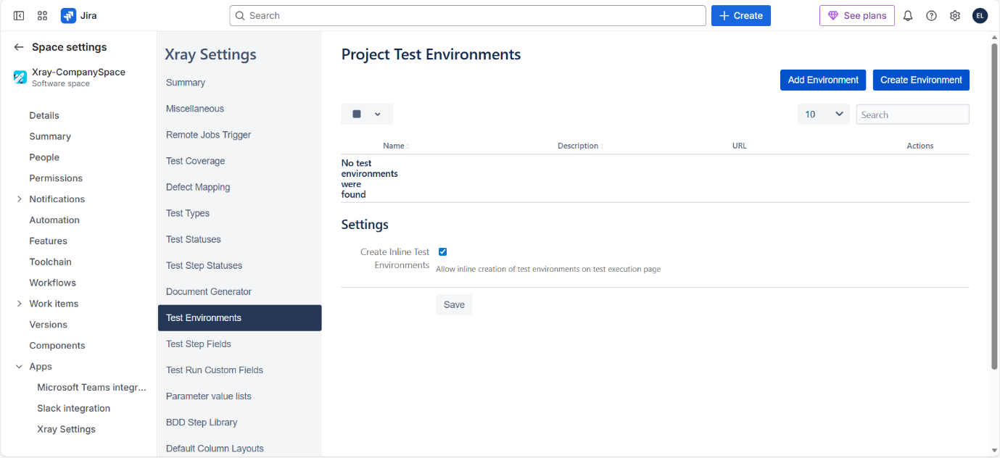 Jira
Search
Create
See plans
EL
Space settings
Xray-CompanySpace
Software space
Details
Summary
People
Permissions
Notifications
Automation
Features
Toolchain
Workflows
Work items
Versions
Components
Apps
Microsoft Teams integr...
Slack integration
Xray Settings
Xray Settings
Summary
Miscellaneous
Remote Jobs Trigger
Test Coverage
Defect Mapping
Test Types
Test Statuses
Test Step Statuses
Document Generator
Test Environments
Test Step Fields
Test Run Custom Fields
Parameter value lists
BDD Step Library
Default Column Layouts
Project Test Environments
Add Environment Create Environment
10 Search
Name Description URL Actions
No test
environments
were
found
Settings
Create Inline Test
Environments
Allow inline creation of test environments on test execution page
Save